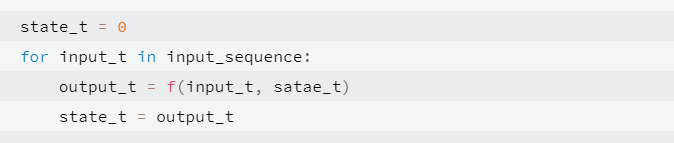 state_t = 0
for input_t in input_sequence:
    output_t = f(input_t, satae_t)
    state_t = output_t